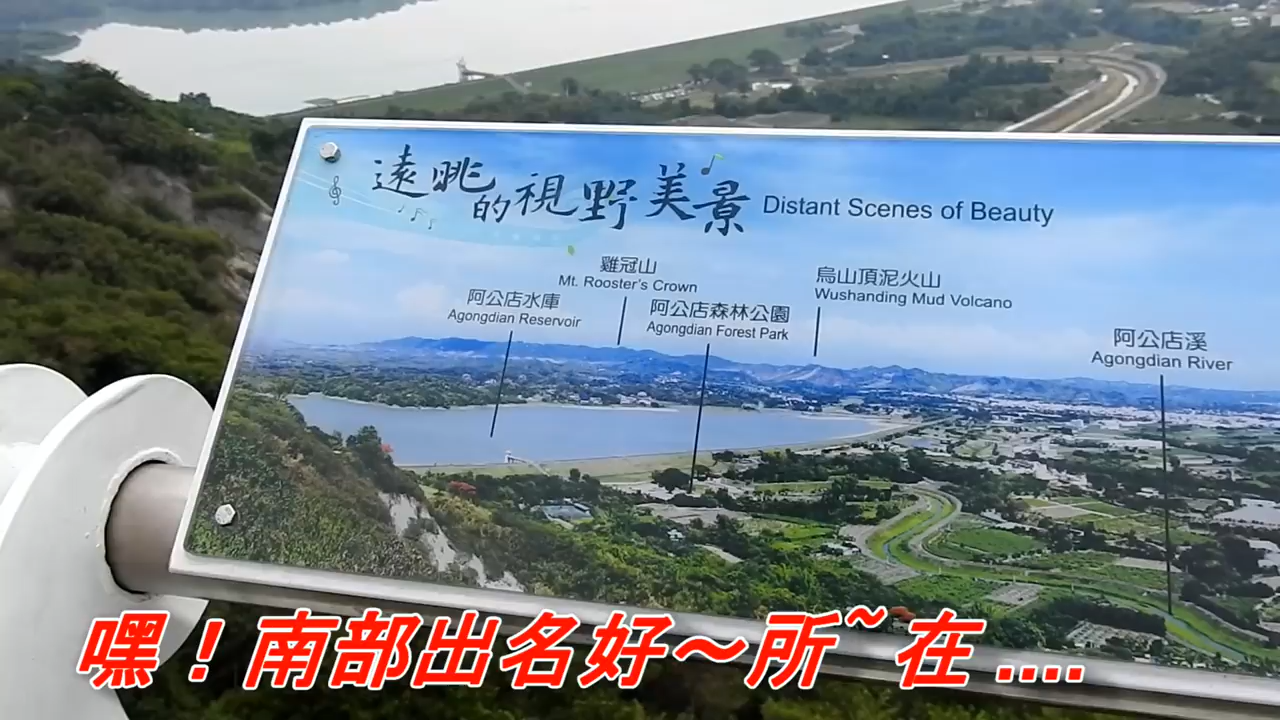 遠眺的視野美景 Distant Scenes of Beauty
雞冠山
Mt. Rooster's Crown
烏山頂泥火山
Wushanding Mud Volcano
阿公店水庫
Agongdian Reservoir
阿公店森林公園
Agongdian Forest Park
阿公店溪
Agongdian River
嘿！南部出名好～所~在....